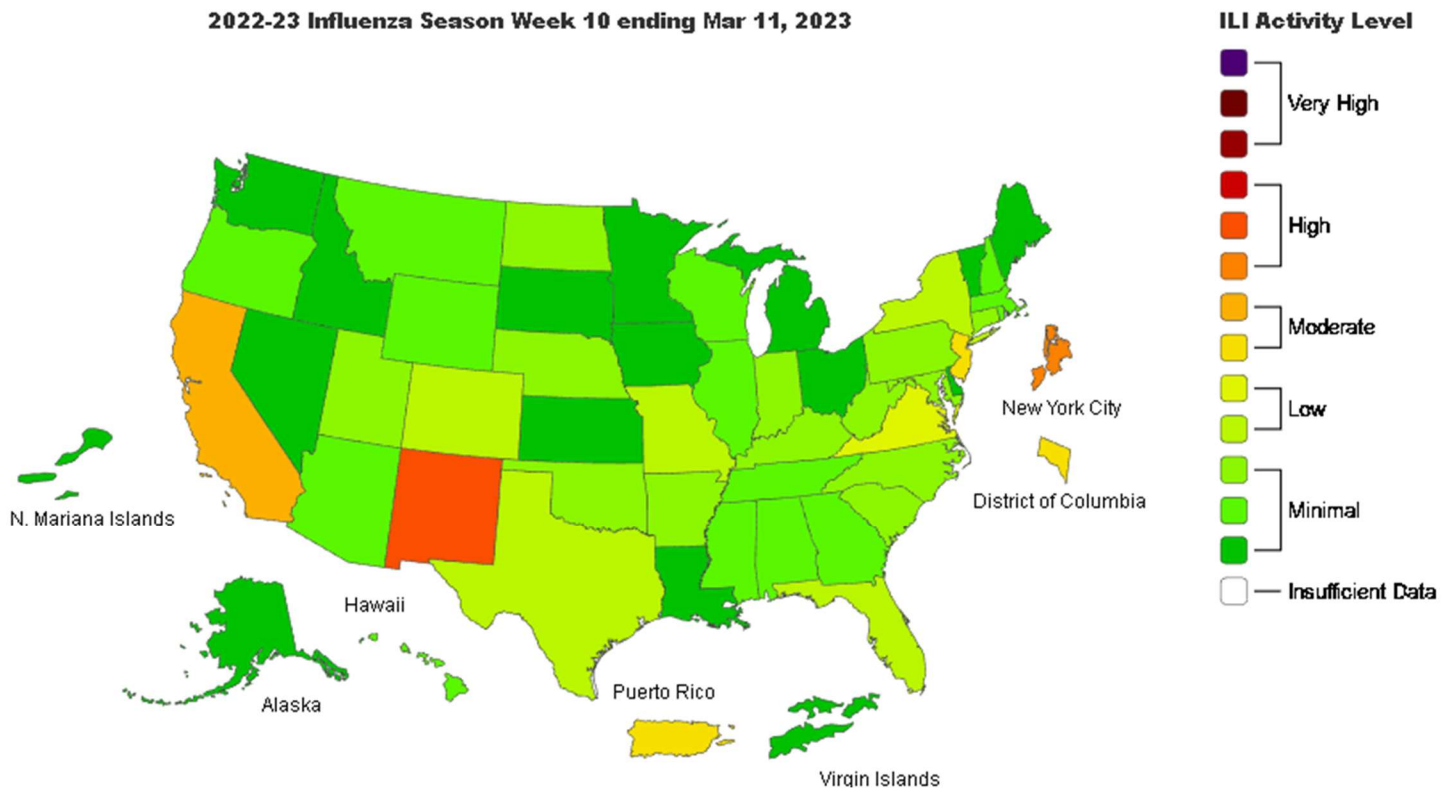 2022-23 Influenza Season Week 10 ending Mar 11, 2023
ILI Activity Level
Very High
High
Moderate
Low
Minimal
Insufficient Data
New York City
District of Columbia
N. Mariana Islands
Hawaii
Alaska
Puerto Rico
Virgin Islands